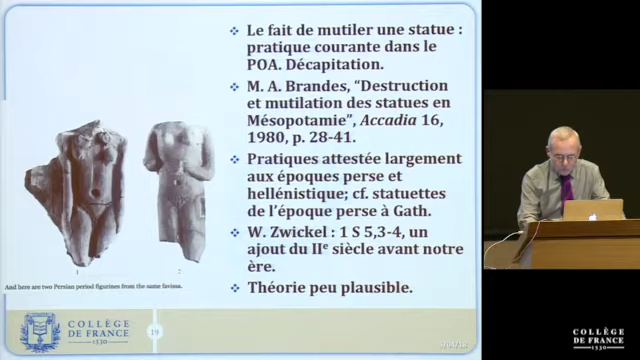 Le fait de mutiler une statue :
pratique courante dans le
POA. Décapitation.
M. A. Brandes, “Destruction
et mutilation des statues en
Mésopotamie”, Accadia 16,
1980, p. 28-41.
Pratiques attestée largement
aux époques perse et
hellénistique; cf. statuettes
de l’époque perse à Gath.
W. Zwickel : 1 S 5,3-4, un
ajout du IIe siècle avant notre
ère.
Théorie peu plausible.
1
2
And here are two Persian period figurines from the same favissa.
COLLÈGE
DE FRANCE
1530
19
COLLÈGE
DE FRANCE
1530